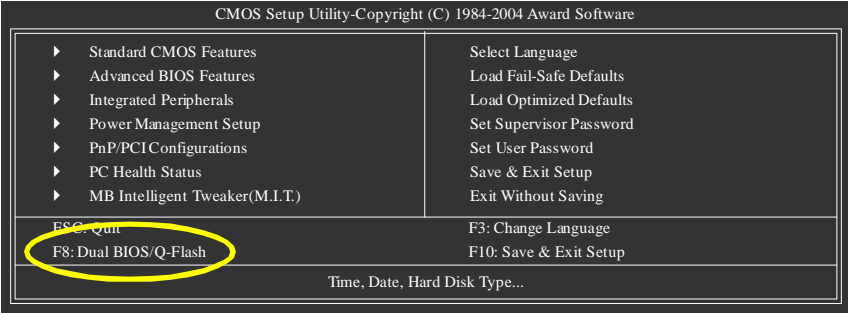 CMOS Setup Utility-Copyright (C) 1984-2004 Award Software
Standard CMOS Features
Advanced BIOS Features
Integrated Peripherals
Power Management Setup
PnP/PCI Configurations
PC Health Status
MB Intelligent Tweaker(M.I.T.)
Select Language
Load Fail-Safe Defaults
Load Optimized Defaults
Set Supervisor Password
Set User Password
Save & Exit Setup
Exit Without Saving
ESC: Quit
F3: Change Language
F8: Dual BIOS/Q-Flash
F10: Save & Exit Setup
Time, Date, Hard Disk Type...